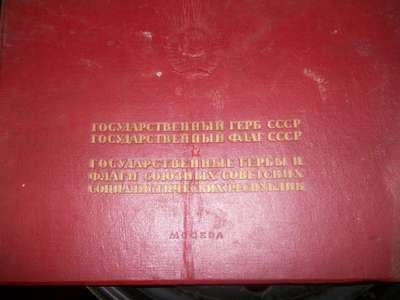 ГОСУДАРСТВЕННЫЙ ГЕРБ СССР
ГОСУДАРСТВЕННЫЙ ФЛАГ СССР
И
ГОСУДАРСТВЕННЫЕ ГЕРБЫ И
ФЛАГИ СОЮЗНЫХ СОВЕТСКИХ
СОЦИАЛИСТИЧЕСКИХ РЕСПУБЛИК
МОСКВА